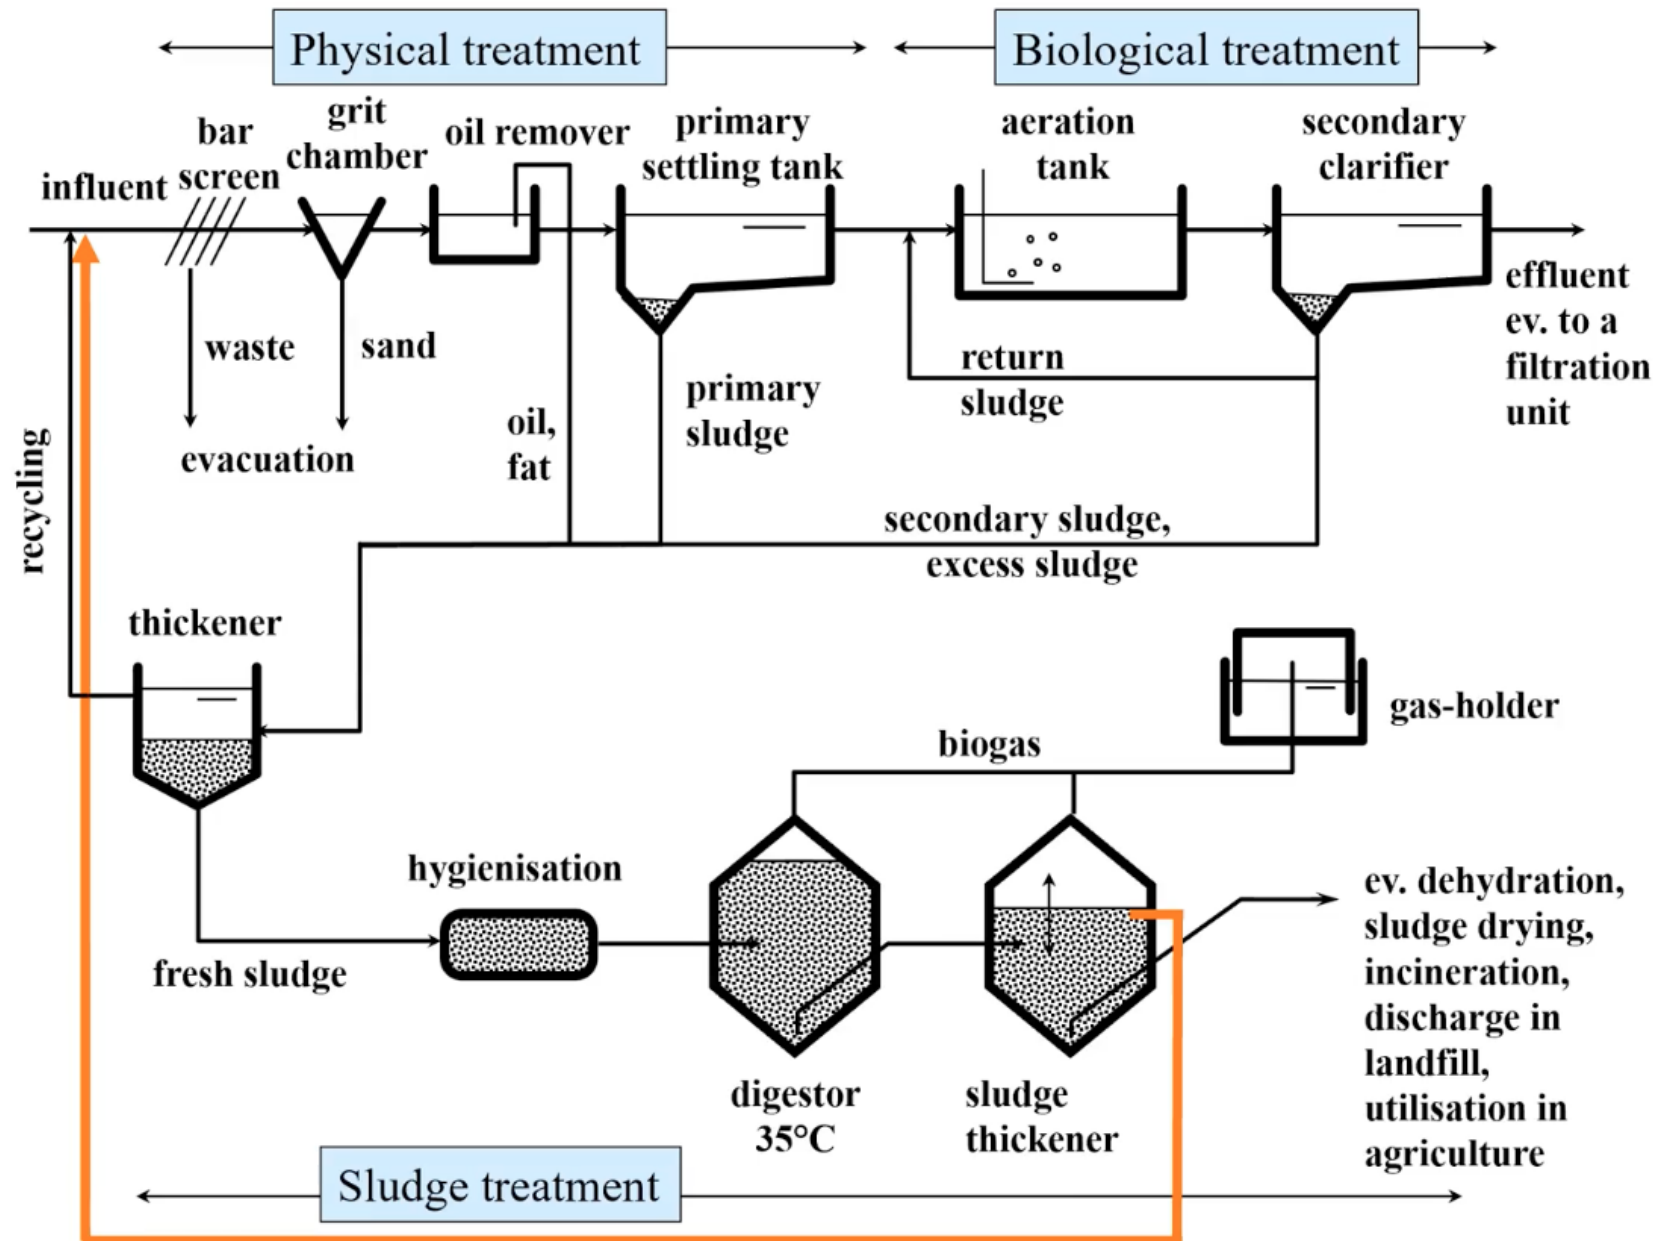 Physical treatment
Biological treatment
influent
bar
screen
grit
chamber
oil remover
primary
settling tank
aeration
tank
secondary
clarifier
effluent
ev. to a
filtration
unit
waste
sand
evacuation
oil,
fat
primary
sludge
return
sludge
recycling
secondary sludge,
excess sludge
thickener
gas-holder
biogas
hygienisation
fresh sludge
digestor
35°C
sludge
thickener
ev. dehydration,
sludge drying,
incineration,
discharge in
landfill,
utilisation in
agriculture
Sludge treatment